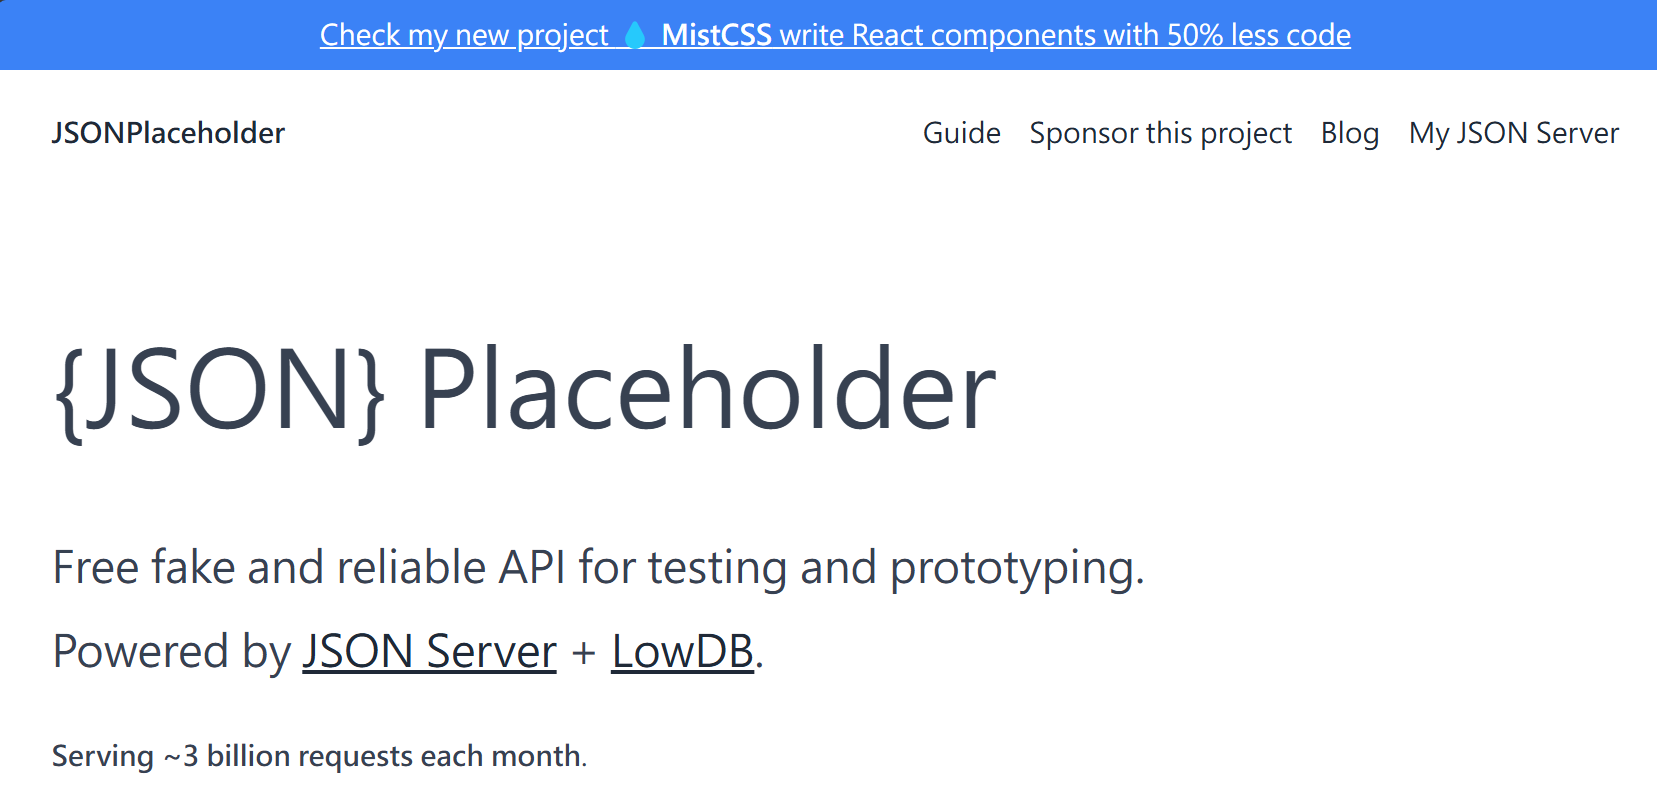 Check my new project 💧 MistCSS write React components with 50% less code
JSONPlaceholder
Guide Sponsor this project Blog My JSON Server
{JSON} Placeholder
Free fake and reliable API for testing and prototyping.
Powered by JSON Server + LowDB.
Serving ~3 billion requests each month.